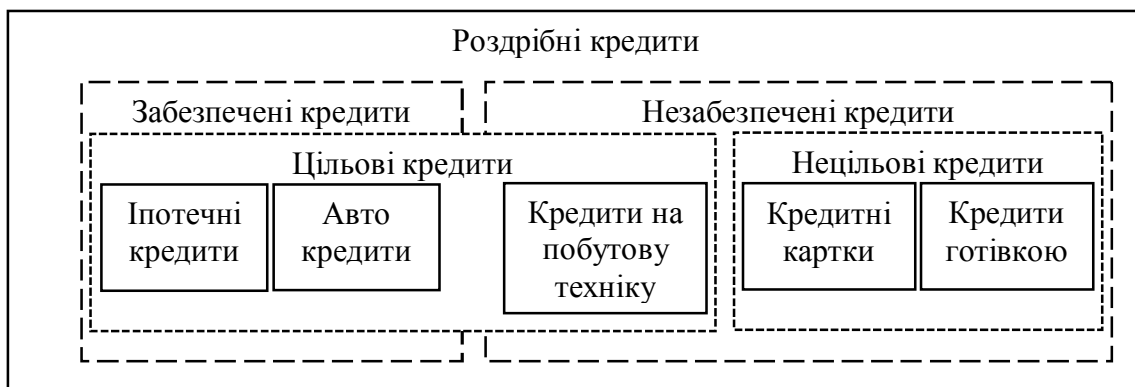 Роздрібні кредити
Забезпечені кредити
Незабезпечені кредити
Цільові кредити
Нецільові кредити
Іпотечні
кредити
Авто
кредити
Кредити на
побутову
техніку
Кредитні
картки
Кредити
готівкою